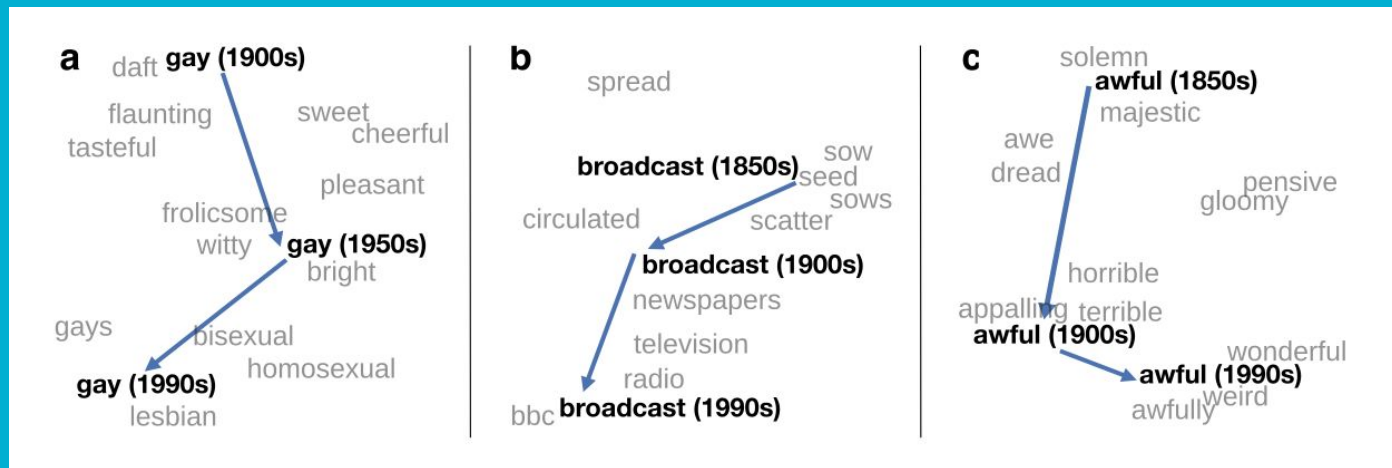 a
daft gay (1900s)
flaunting
sweet
tasteful
cheerful
pleasant
frolicsome
witty
gay (1950s)
bright
gays
bisexual
homosexual
gay (1990s)
lesbian
b
spread
broadcast (1850s)
sow
seed
sows
circulated
scatter
broadcast (1900s)
newspapers
television
radio
bbc broadcast (1990s)
c
solemn
awful (1850s)
majestic
awe
dread
pensive
gloomy
horrible
appalling terrible
awful (1900s)
wonderful
awful (1990s)
weird
awfully